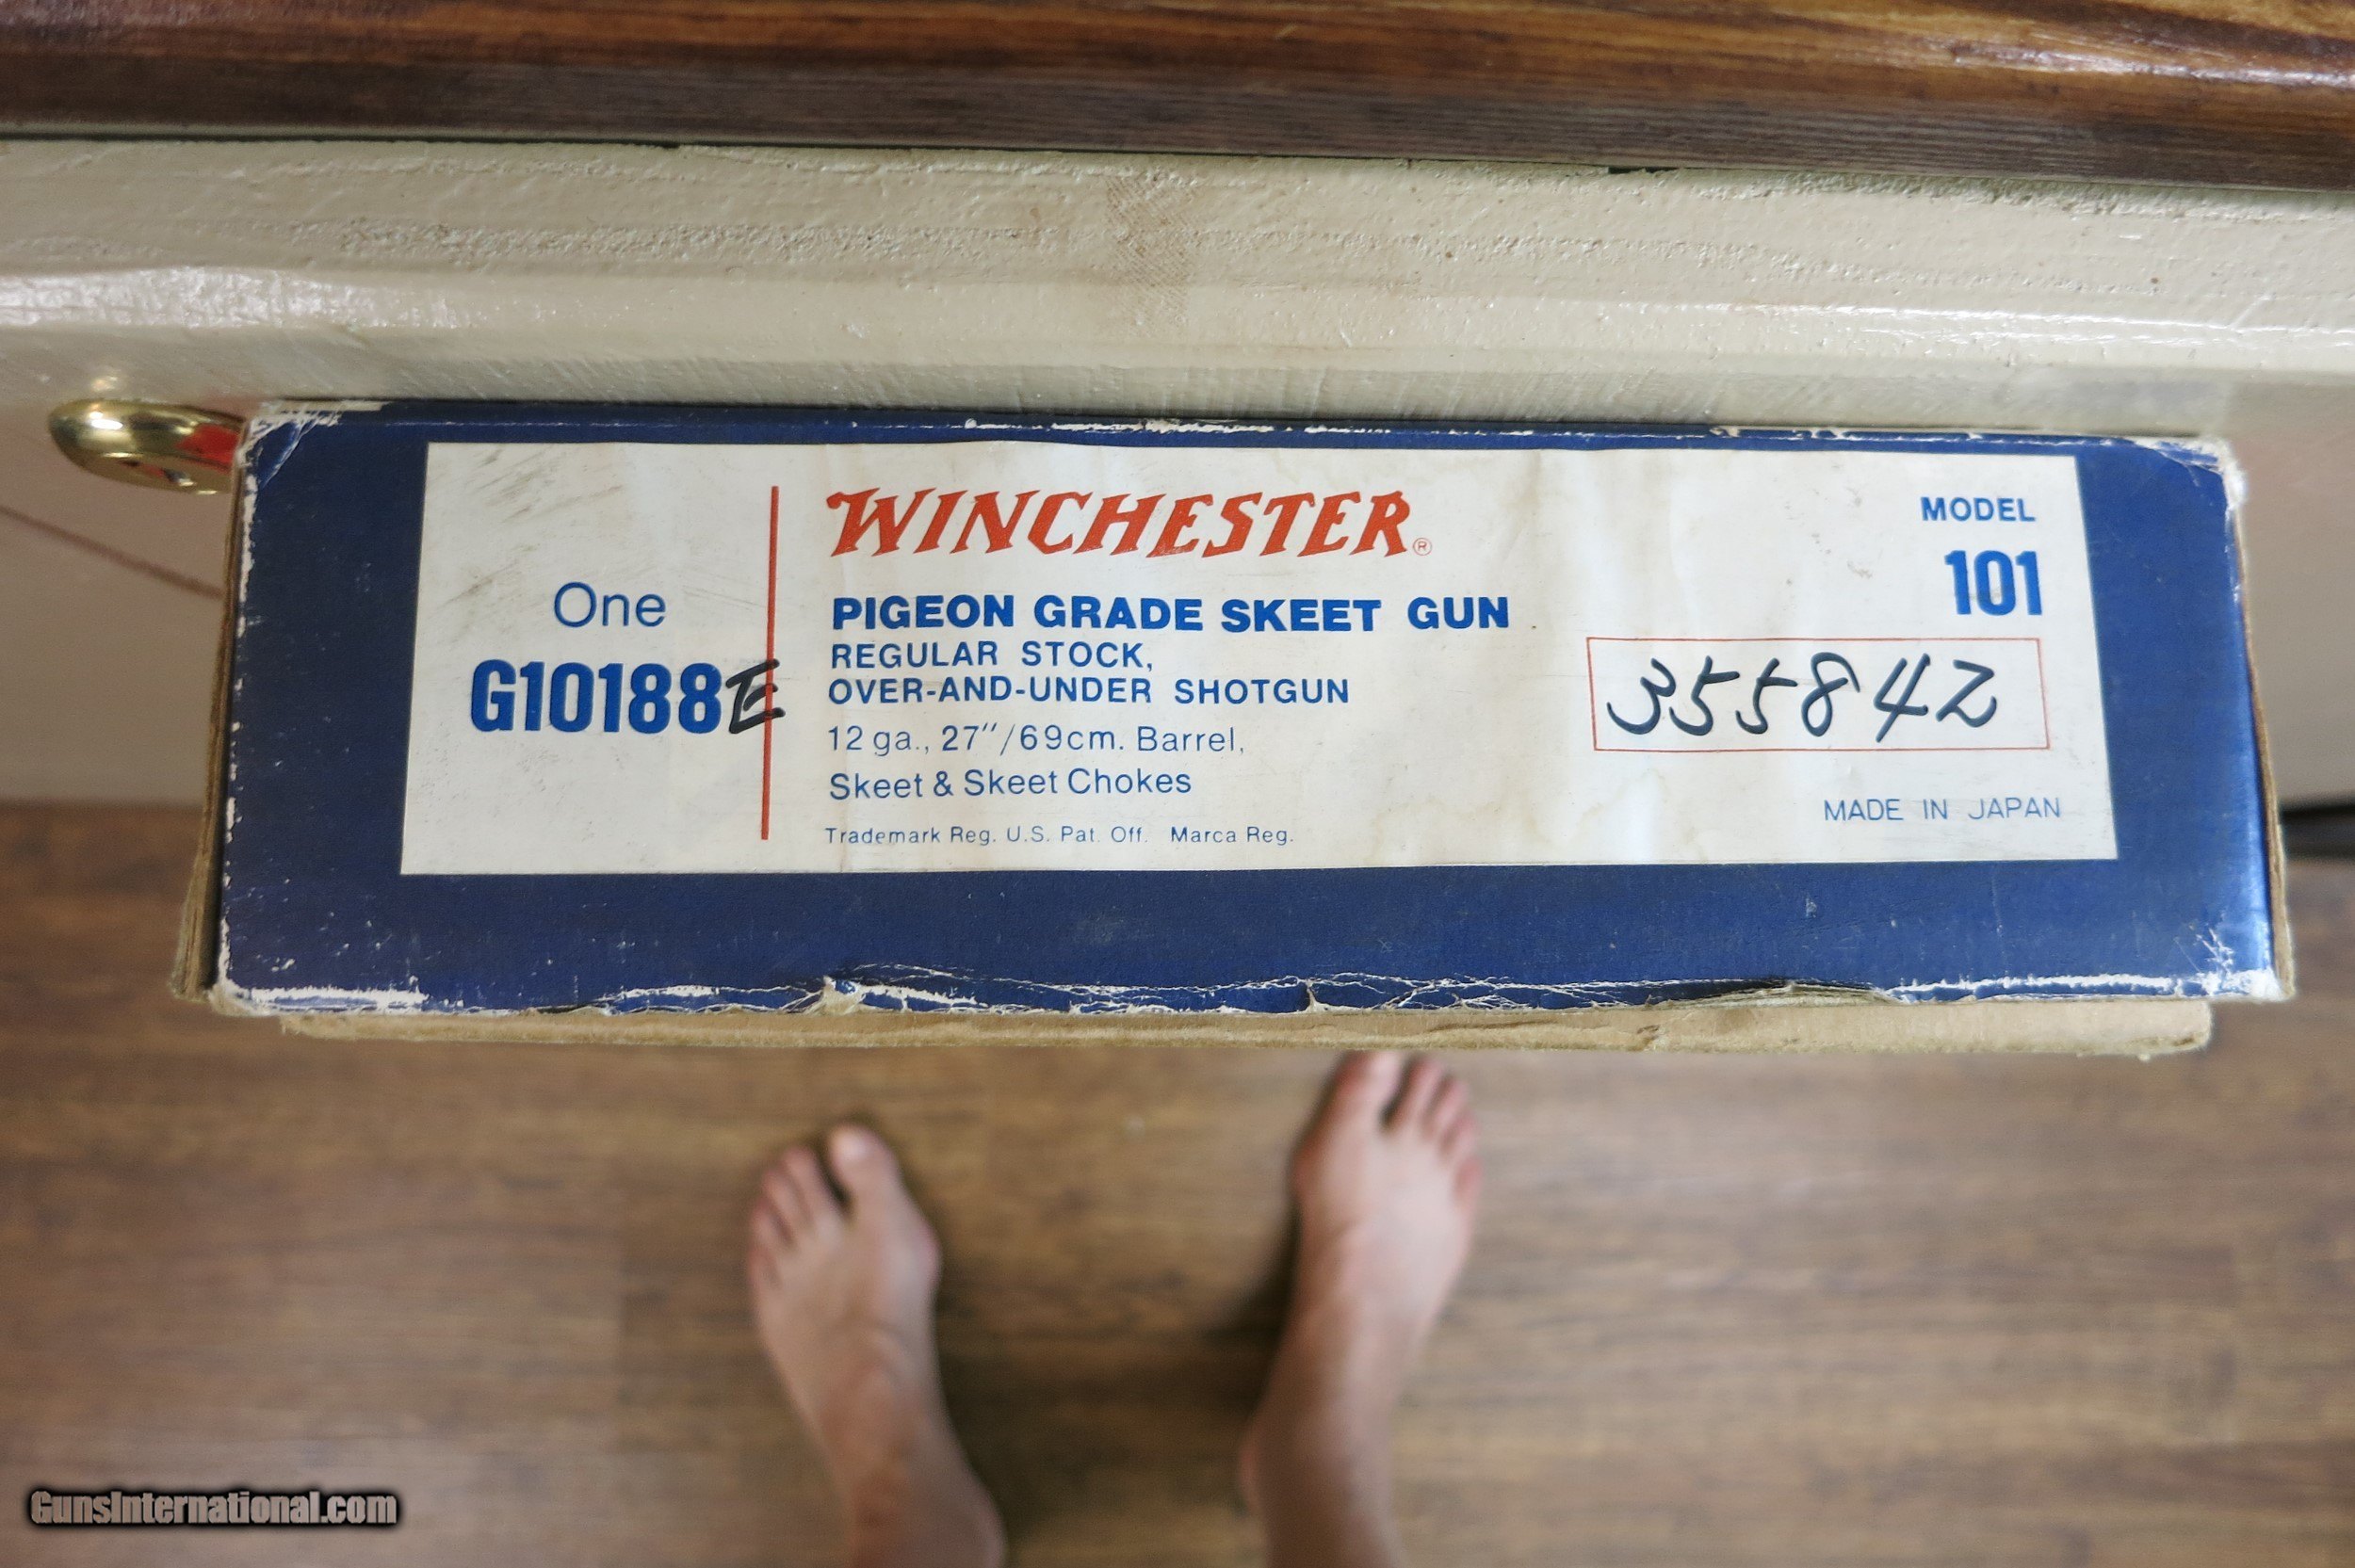 One
G10188E
WINCHESTER®
PIGEON GRADE SKEET GUN
REGULAR STOCK,
OVER-AND-UNDER SHOTGUN
12 ga., 27"/69cm. Barrel,
Skeet & Skeet Chokes
Trademark Reg. U.S. Pat. Off. Marca Reg.
MODEL
101
355842
MADE IN JAPAN
GunsInternational.com